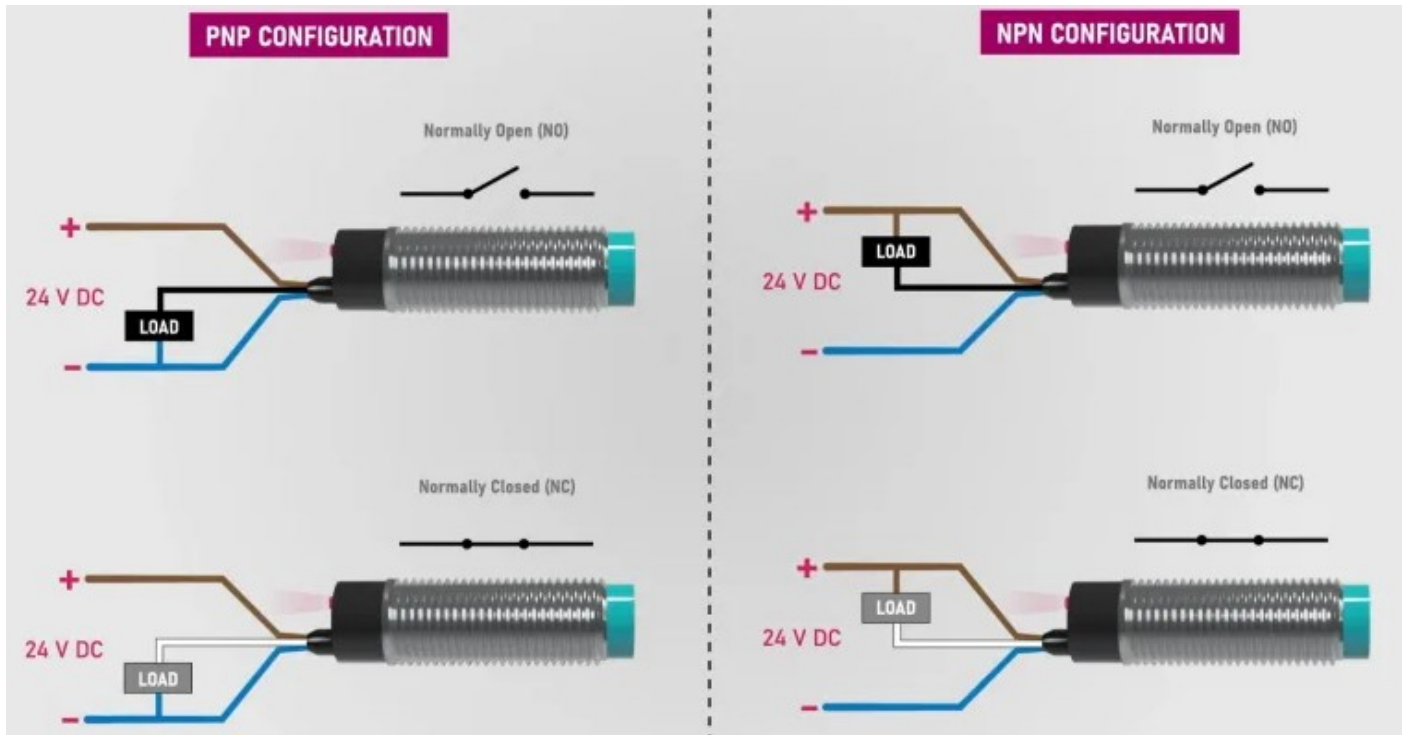 PNP CONFIGURATION
NPN CONFIGURATION
Normally Open (NO)
+
24 V DC
LOAD
−
Normally Open (NO)
+
LOAD
24 V DC
−
Normally Closed (NC)
+
24 V DC
LOAD
−
Normally Closed (NC)
+
LOAD
24 V DC
−